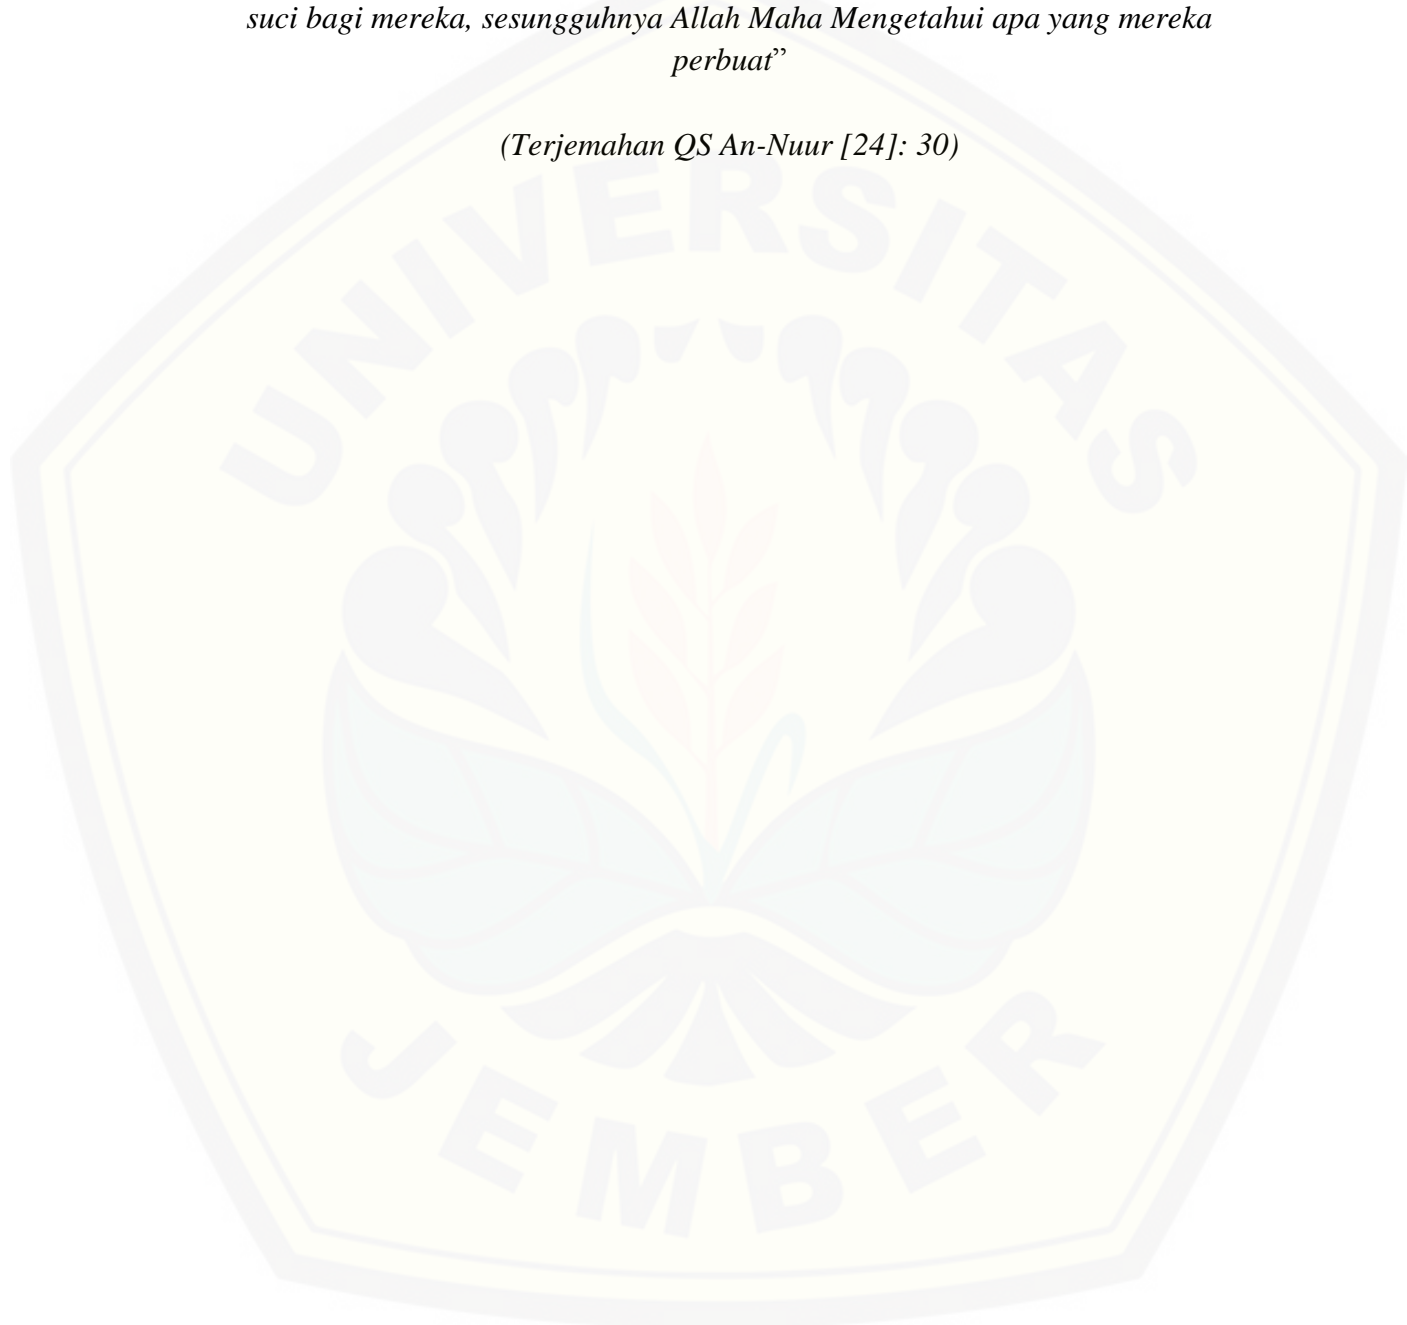 suci bagi mereka, sesungguhnya Allah Maha Mengetahui apa yang mereka
perbuat”
(Terjemahan QS An-Nuur [24]: 30)
UNIVERSITAS
JEMBER